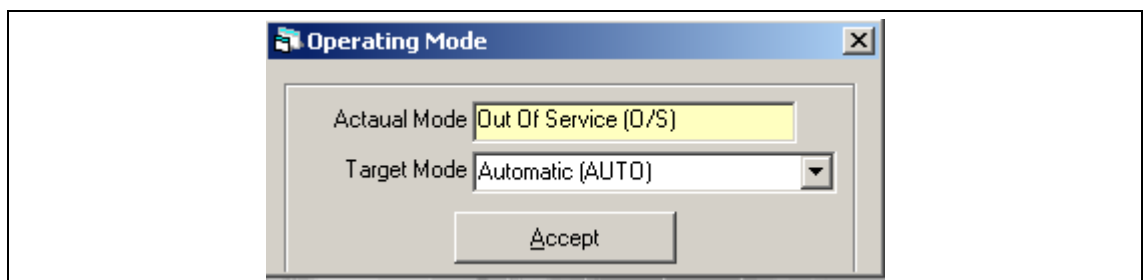 Operating Mode
Actaual Mode Out Of Service (O/S)
Target Mode Automatic (AUTO)
Accept